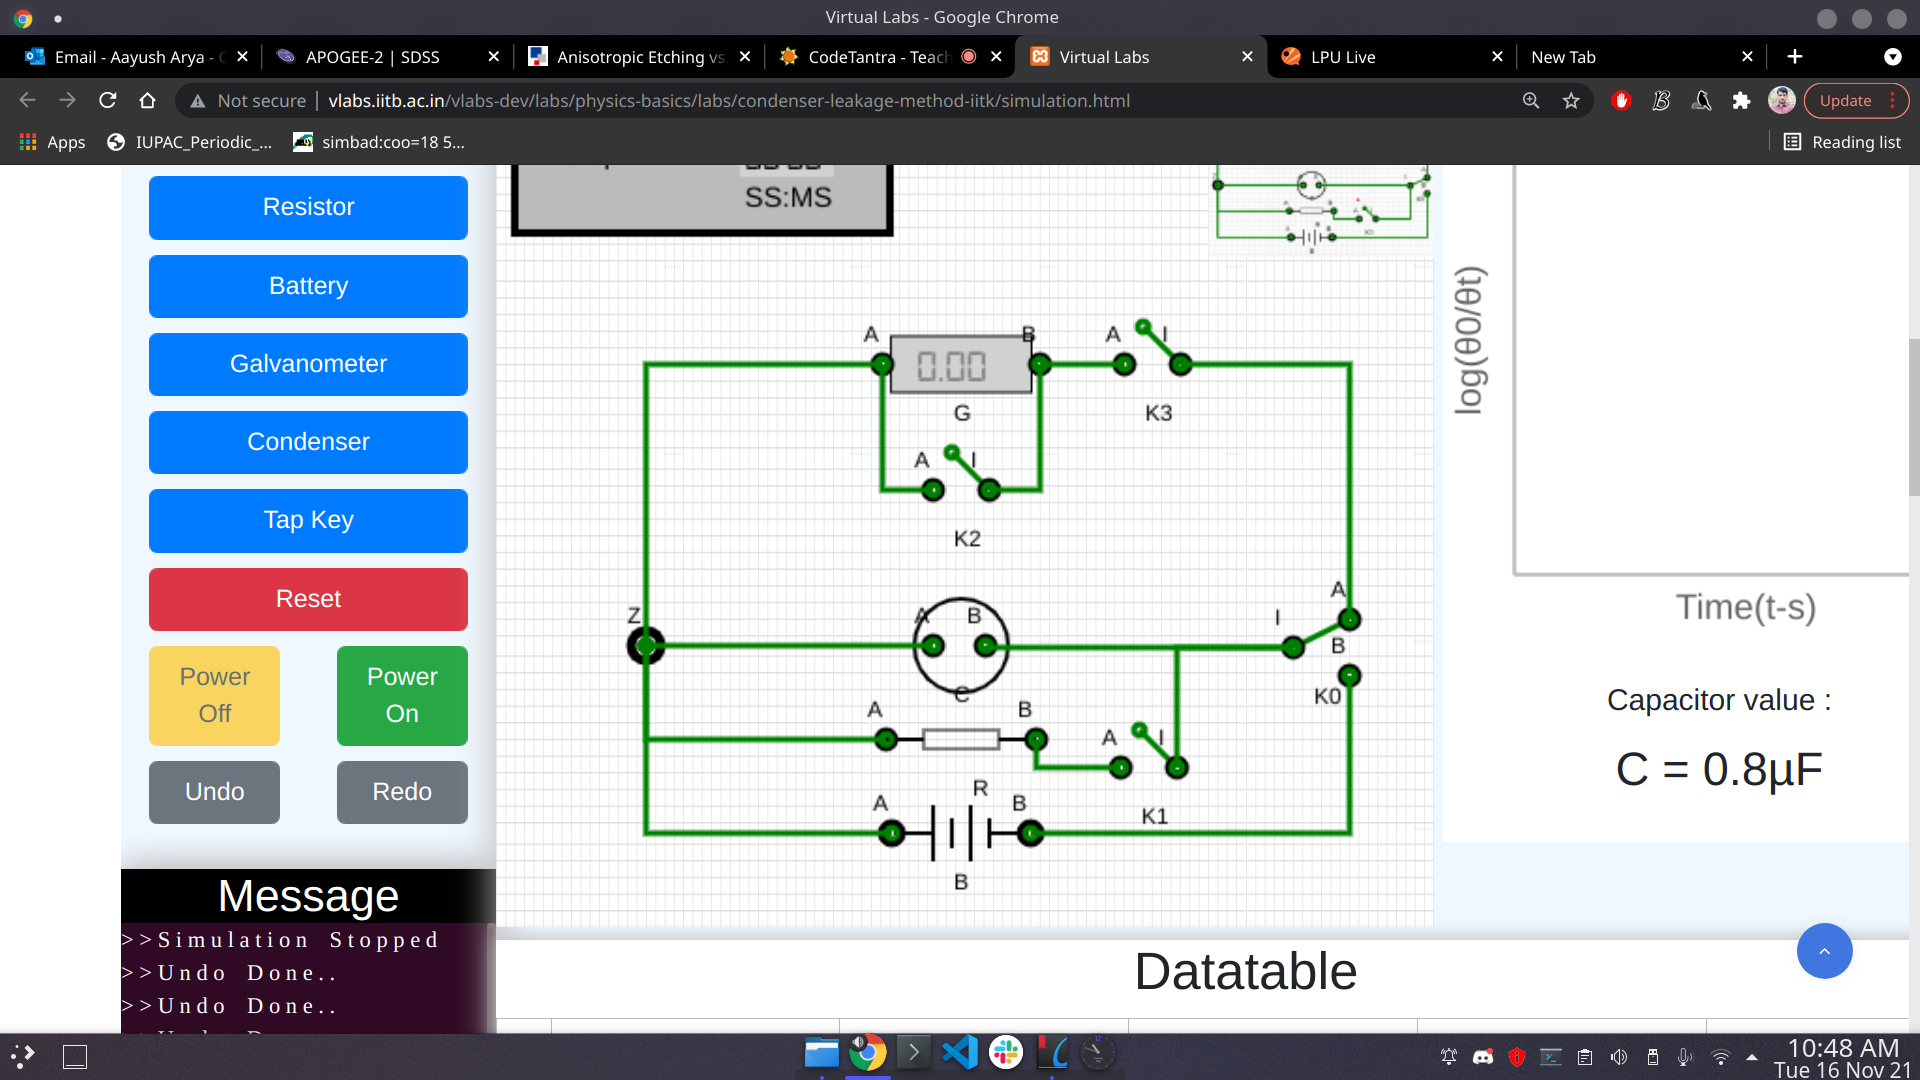 Virtual Labs - Google Chrome
Email - Aayush Arya -
APOGEE-2 | SDSS
Anisotropic Etching vs
CodeTantra - Teach
Virtual Labs
LPU Live
New Tab
Not secure
vlabs.iitb.ac.in/vlabs-dev/labs/physics-basics/labs/condenser-leakage-method-iitk/simulation.html
Update
Apps
IUPAC_Periodic_...
simbad:coo=18 5...
Reading list
Resistor
Battery
Galvanometer
Condenser
Tap Key
Reset
Power Off
Power On
Undo
Redo
Message
>>Simulation Stopped
>>Undo Done..
>>Undo Done..
SS:MS
A
B
A
I
0.00
G
K3
A
I
K2
Z
A
B
C
I
A
B
K0
A
B
R
A
I
K1
A
B
B
log(θ0/θt)
Time(t-s)
Capacitor value :
C = 0.8µF
Datatable
10:48 AM
Tue 16 Nov 21